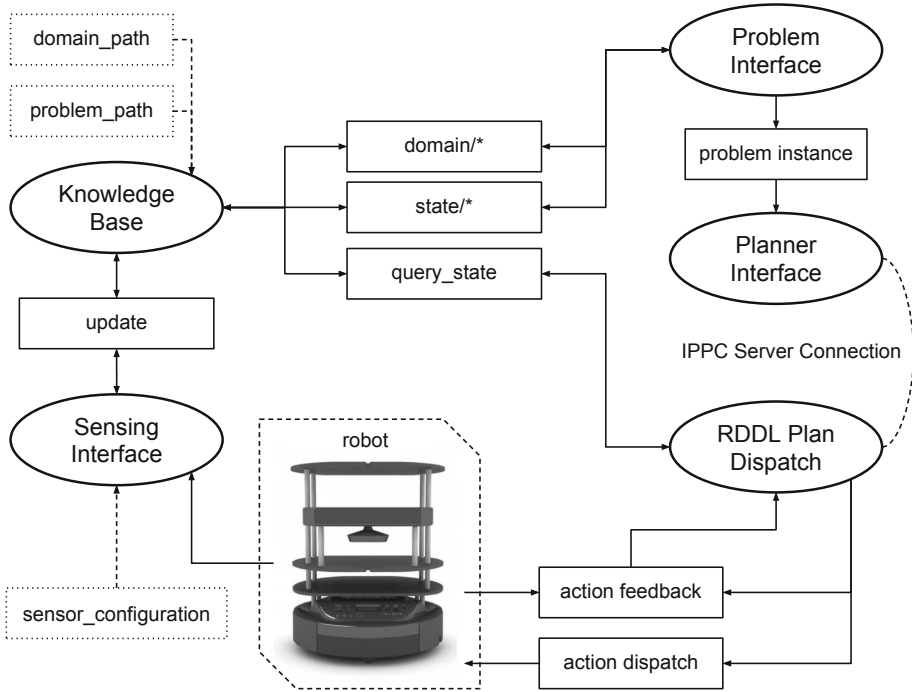 domain_path
problem_path
Knowledge
Base
update
Sensing
Interface
sensor_configuration
domain/*
state/*
query_state
robot
Problem
Interface
problem instance
Planner
Interface
IPPC Server Connection
RDDL Plan
Dispatch
action feedback
action dispatch